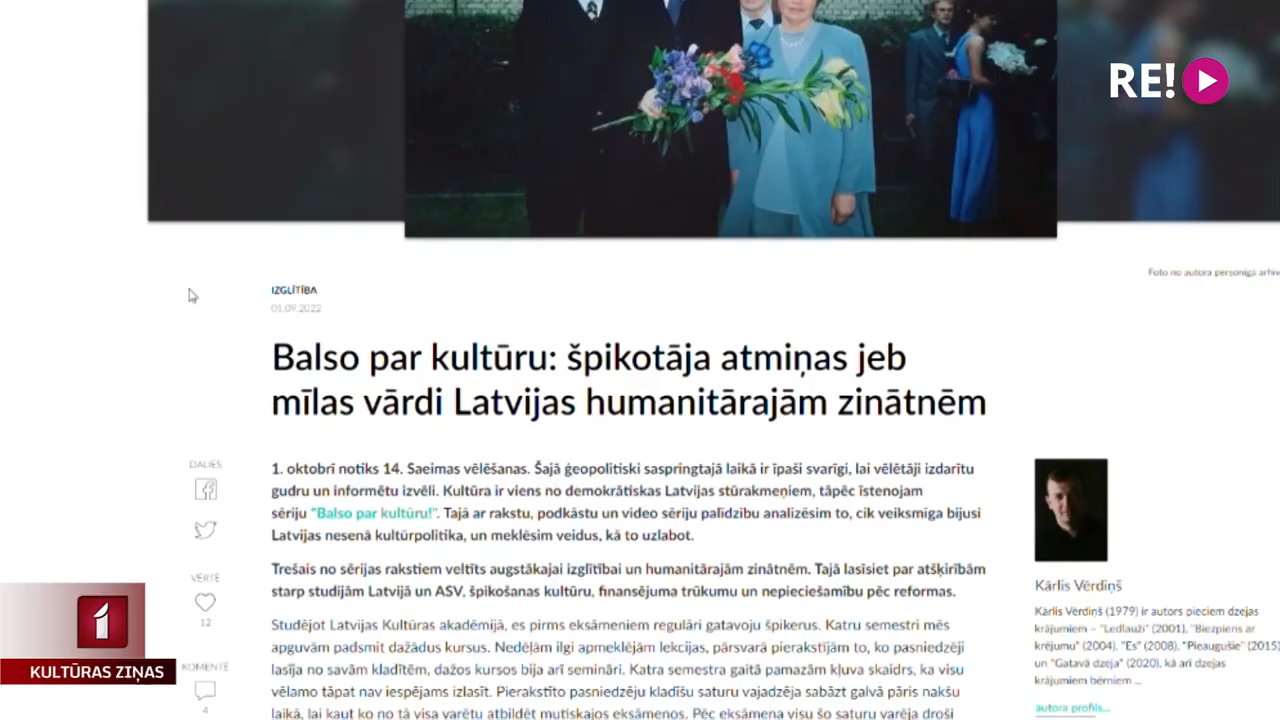 RE!
Foto no autora personīgā arhīv
IZGLĪTĪBA
01.09.2022
Balso par kultūru: špikotāja atmiņas jeb
mīlas vārdi Latvijas humanitārajām zinātnēm
DALIES
1. oktobrī notiks 14. Saeimas vēlēšanas. Šajā ģeopolitiski saspringtajā laikā ir īpaši svarīgi, lai vēlētāji izdarītu
gudru un informētu izvēli. Kultūra ir viens no demokrātiskas Latvijas stūrakmeņiem, tāpēc īstenojam
sēriju "Balso par kultūru!". Tajā ar rakstu, podkāstu un video sēriju palīdzību analizēsim to, cik veiksmīga bijusi
Latvijas nesenā kultūrpolitika, un meklēsim veidus, kā to uzlabot.
Trešais no sērijas rakstiem veltīts augstākajai izglītībai un humanitārajām zinātnēm. Tajā lasīsiet par atšķirībām
starp studijām Latvijā un ASV, špikošanas kultūru, finansējuma trūkumu un nepieciešamību pēc reformas.
VĒRTĒ
12
Studējot Latvijas Kultūras akadēmijā, es pirms eksāmeniem regulāri gatavoju špikerus. Katru semestri mēs
apguvām padsmit dažādus kursus. Nedēļām ilgi apmeklējām lekcijas, pārsvarā pierakstījām to, ko pasniedzēji
lasīja no savām kladītēm, dažos kursos bija arī semināri. Katra semestra gaitā pamazām kļuva skaidrs, ka visu
vēlamo tāpat nav iespējams izlasīt. Pierakstīto pasniedzēju kladīšu saturu vajadzēja sabāzt galvā pāris nakšu
laikā, lai kaut ko no tā visa varētu atbildēt mutiskajos eksāmenos. Pēc eksāmena visu šo saturu varēja droši
KOMENTĒ
4
Kārlis Vērdiņš
Kārlis Vērdiņš (1979) ir autors pieciem dzejas
krājumiem – "Ledlauži" (2001), "Biezpiens ar
krējumu" (2004), "Es" (2008), "Pieaugušie" (2015)
un "Gatavā dzeja" (2020), kā arī dzejas
krājumiem bērniem ...
autora profils...
1
KULTŪRAS ZIŅAS